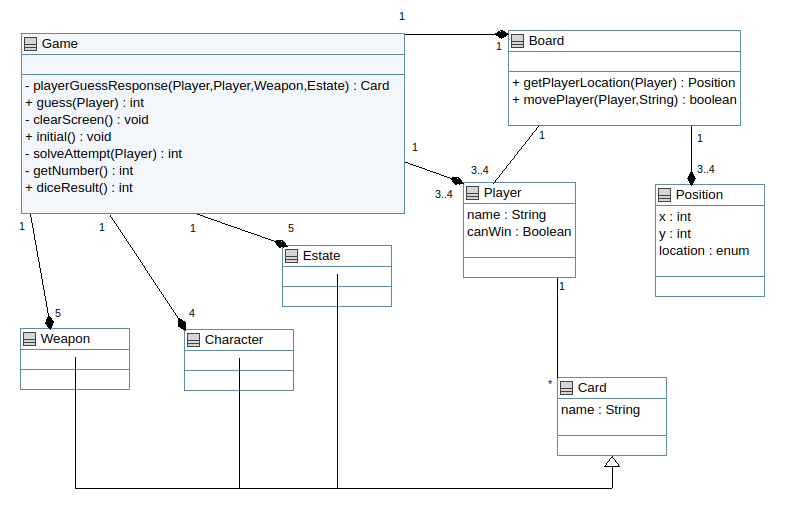 1
Game
Board
1
- playerGuessResponse(Player,Player,Weapon,Estate) : Card
+ guess(Player) : int
- clearScreen() : void
+ initial() : void
- solveAttempt(Player) : int
- getNumber() : int
+ diceResult() : int
+ getPlayerLocation(Player) : Position
+ movePlayer(Player,String) : boolean
1
1
1
3..4
3..4
3..4
Player
name : String
canWin : Boolean
Position
x : int
y : int
location : enum
1
1
1
5
Estate
1
5
4
Weapon
Character
*
Card
name : String